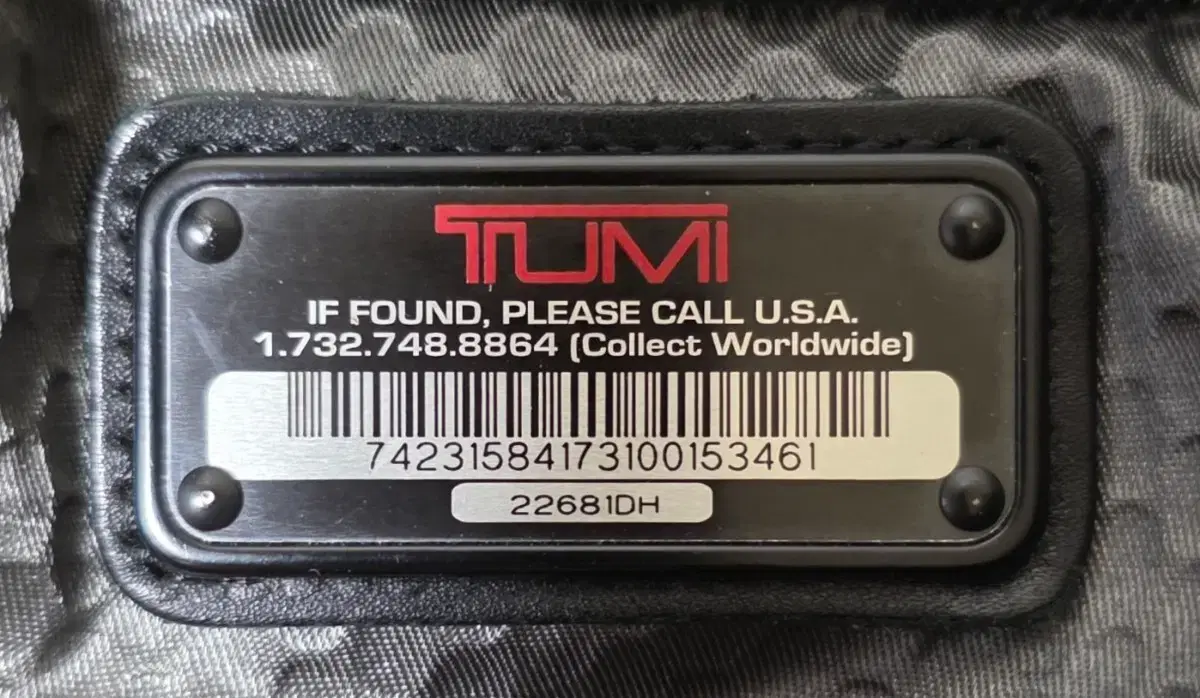 TUMI
IF FOUND, PLEASE CALL U.S.A.
1.732.748.8864 (Collect Worldwide)
74231584173100153461
22681DH